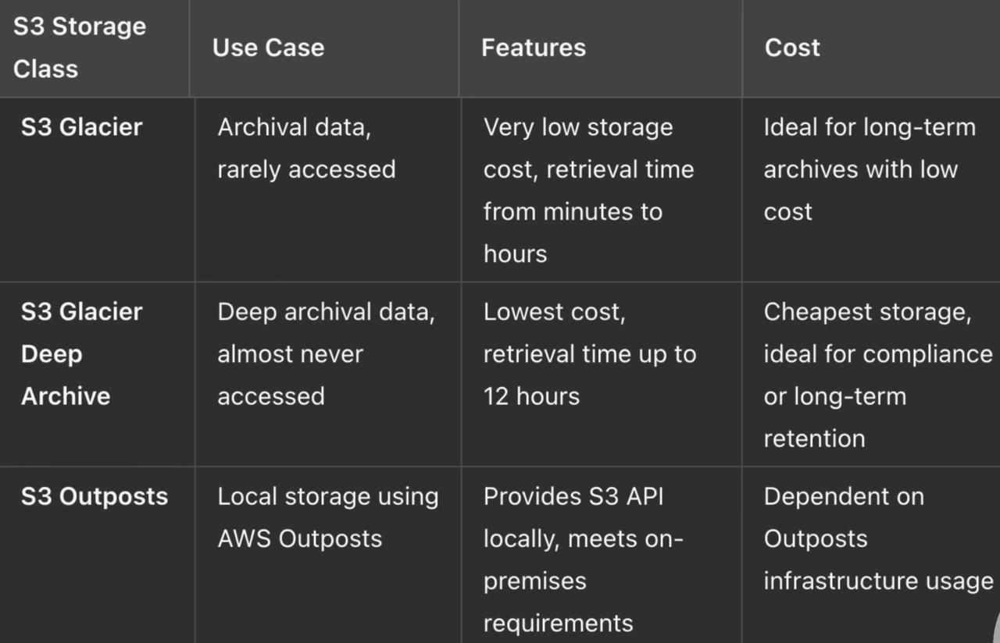 S3 Storage
Class
Use Case
Features
Cost
S3 Glacier
Archival data,
rarely accessed
Very low storage
cost, retrieval time
from minutes to
hours
Ideal for long-term
archives with low
cost
S3 Glacier
Deep
Archive
Deep archival data,
almost never
accessed
Lowest cost,
retrieval time up to
12 hours
Cheapest storage,
ideal for compliance
or long-term
retention
S3 Outposts
Local storage using
AWS Outposts
Provides S3 API
locally, meets on-
premises
requirements
Dependent on
Outposts
infrastructure usage